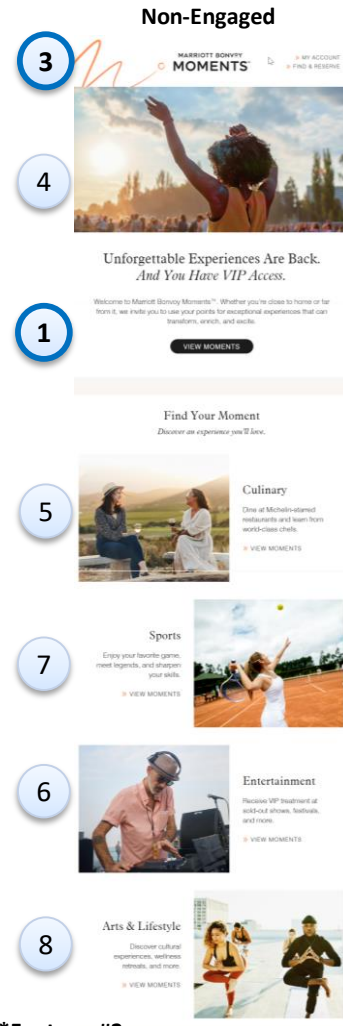 Non-Engaged
3
MARRIOTT BONVOY
MOMENTS™
» MY ACCOUNT
» FIND & RESERVE
4
Unforgettable Experiences Are Back.
And You Have VIP Access.
1
Welcome to Marriott Bonvoy Moments™. Whether you're close to home or far
from it, we invite you to use your points for exceptional experiences that can
transform, enrich, and excite.
VIEW MOMENTS
Find Your Moment
Discover an experience you'll love.
5
Culinary
Dine at Michelin-starred
restaurants and learn from
world-class chefs.
» VIEW MOMENTS
7
Sports
Enjoy your favorite game,
meet legends, and sharpen
your skills.
» VIEW MOMENTS
6
Entertainment
Receive VIP treatment at
sold-out shows, festivals,
and more.
» VIEW MOMENTS
8
Arts & Lifestyle
Discover cultural
experiences, wellness
retreats, and more.
» VIEW MOMENTS